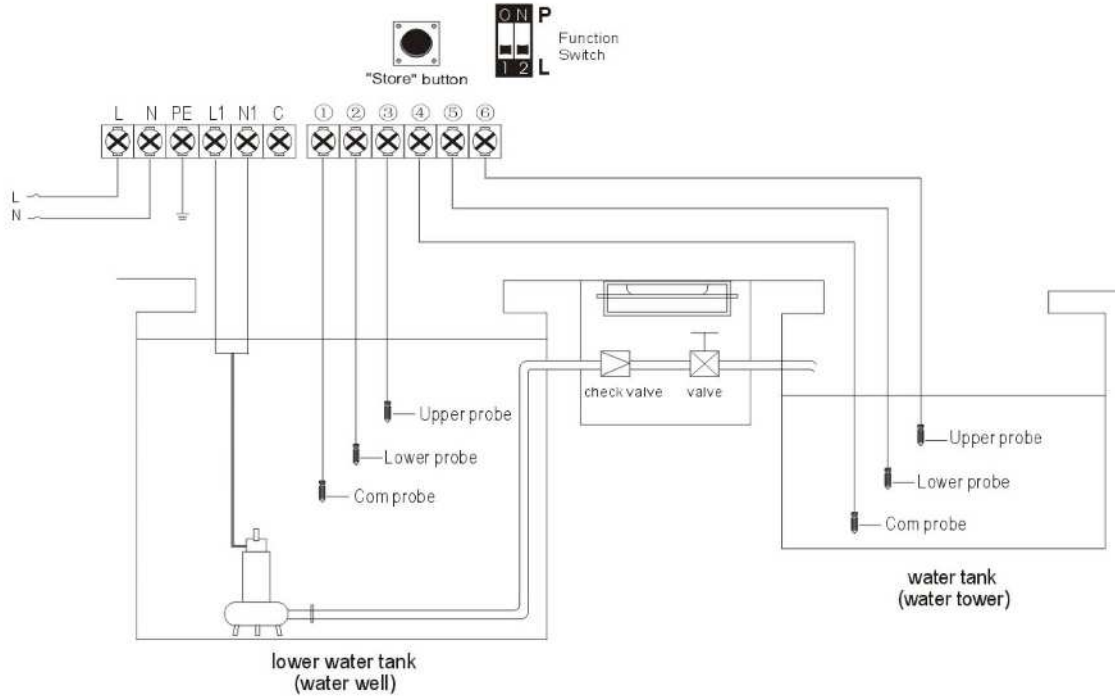 ON P
Function
Switch
1 2 L
"Store" button
L N PE L1 N1 C ① ② ③ ④ ⑤ ⑥
L
N
check valve
valve
Upper probe
Lower probe
Com probe
Upper probe
Lower probe
Com probe
water tank
(water tower)
lower water tank
(water well)